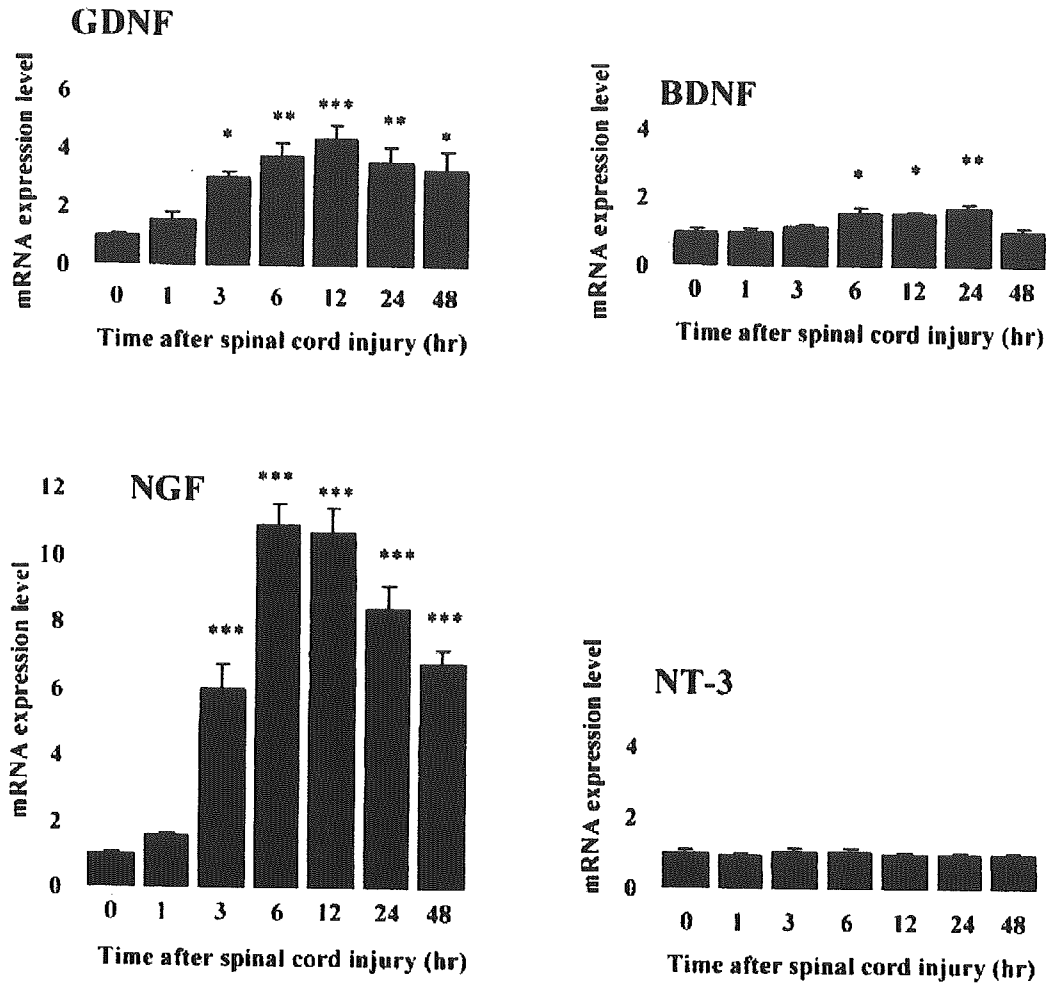 GDNF
mRNA expression level
6
4
2
0
* ** *** ** *
0 1 3 6 12 24 48
Time after spinal cord injury (hr)
BDNF
mRNA expression level
4
2
0
* * **
0 1 3 6 12 24 48
Time after spinal cord injury (hr)
NGF
mRNA expression level
12
10
8
6
4
2
0
*** *** *** *** ***
0 1 3 6 12 24 48
Time after spinal cord injury (hr)
NT-3
mRNA expression level
4
2
0
0 1 3 6 12 24 48
Time after spinal cord injury (hr)